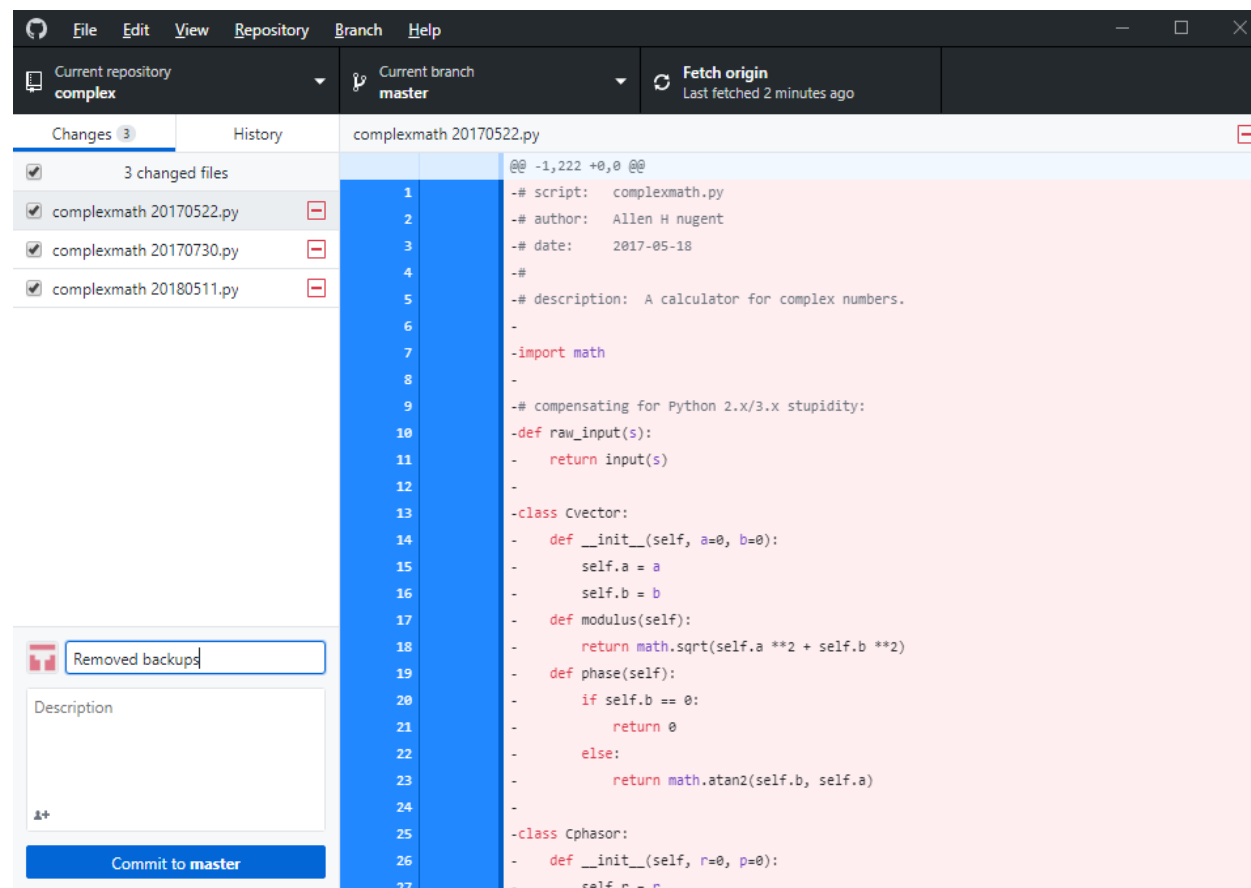 File Edit View Repository Branch Help
Current repository
complex
Current branch
master
Fetch origin
Last fetched 2 minutes ago
Changes 3 History
3 changed files
complexmath 20170522.py
complexmath 20170730.py
complexmath 20180511.py
Removed backups
Description
Commit to master
complexmath 20170522.py
@@ -1,222 +0,0 @@
1 -# script:   complexmath.py
2 -# author:   Allen H nugent
3 -# date:     2017-05-18
4 -#
5 -# description:  A calculator for complex numbers.
6 -
7 -import math
8 -
9 -# compensating for Python 2.x/3.x stupidity:
10 -def raw_input(s):
11 -    return input(s)
12 -
13 -class Cvector:
14 -    def __init__(self, a=0, b=0):
15 -        self.a = a
16 -        self.b = b
17 -    def modulus(self):
18 -        return math.sqrt(self.a **2 + self.b **2)
19 -    def phase(self):
20 -        if self.b == 0:
21 -            return 0
22 -        else:
23 -            return math.atan2(self.b, self.a)
24 -
25 -class Cphasor:
26 -    def __init__(self, r=0, p=0):
27 -        self.r = r